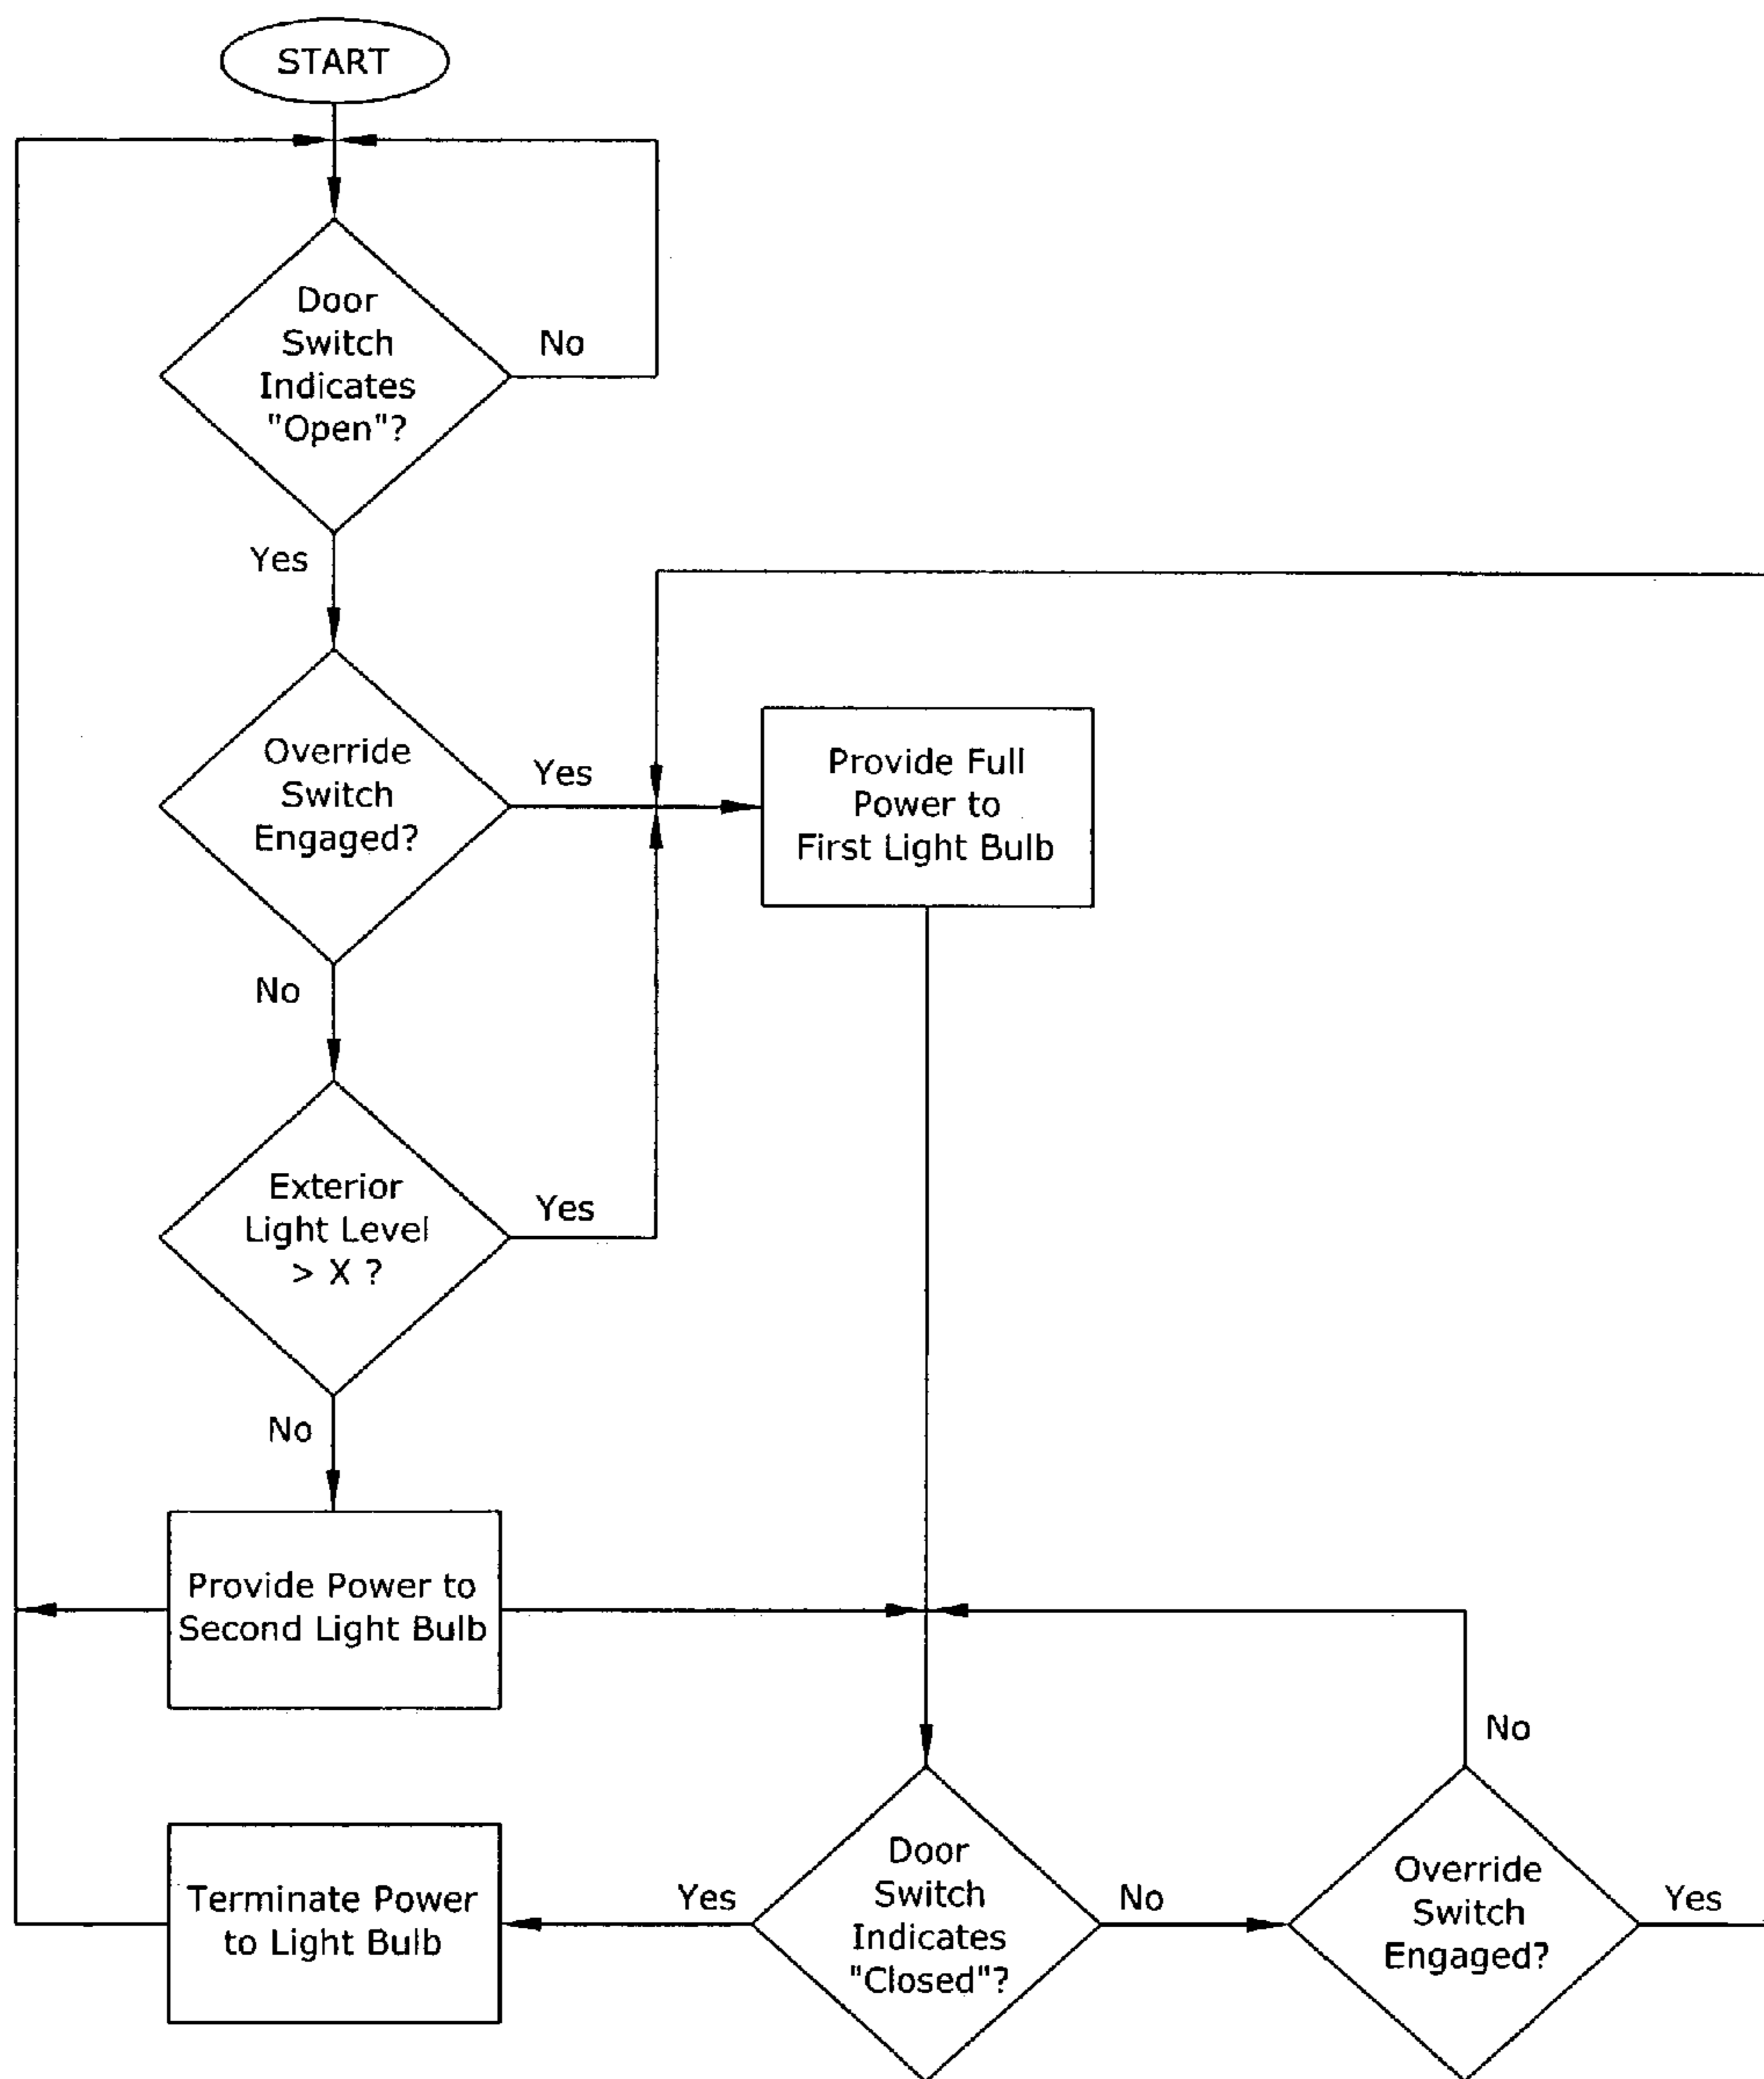 START
Door
Switch
Indicates
"Open"?
No
Yes
Override
Switch
Engaged?
Yes
Provide Full
Power to
First Light Bulb
No
Exterior
Light Level
> X ?
Yes
No
Provide Power to
Second Light Bulb
No
Terminate Power
to Light Bulb
Yes
Door
Switch
Indicates
"Closed"?
No
Override
Switch
Engaged?
Yes